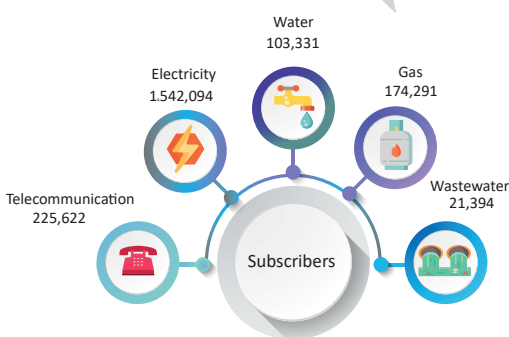 Water
103,331
Electricity
1.542,094
Gas
174,291
Telecommunication
225,622
Wastewater
21,394
Subscribers